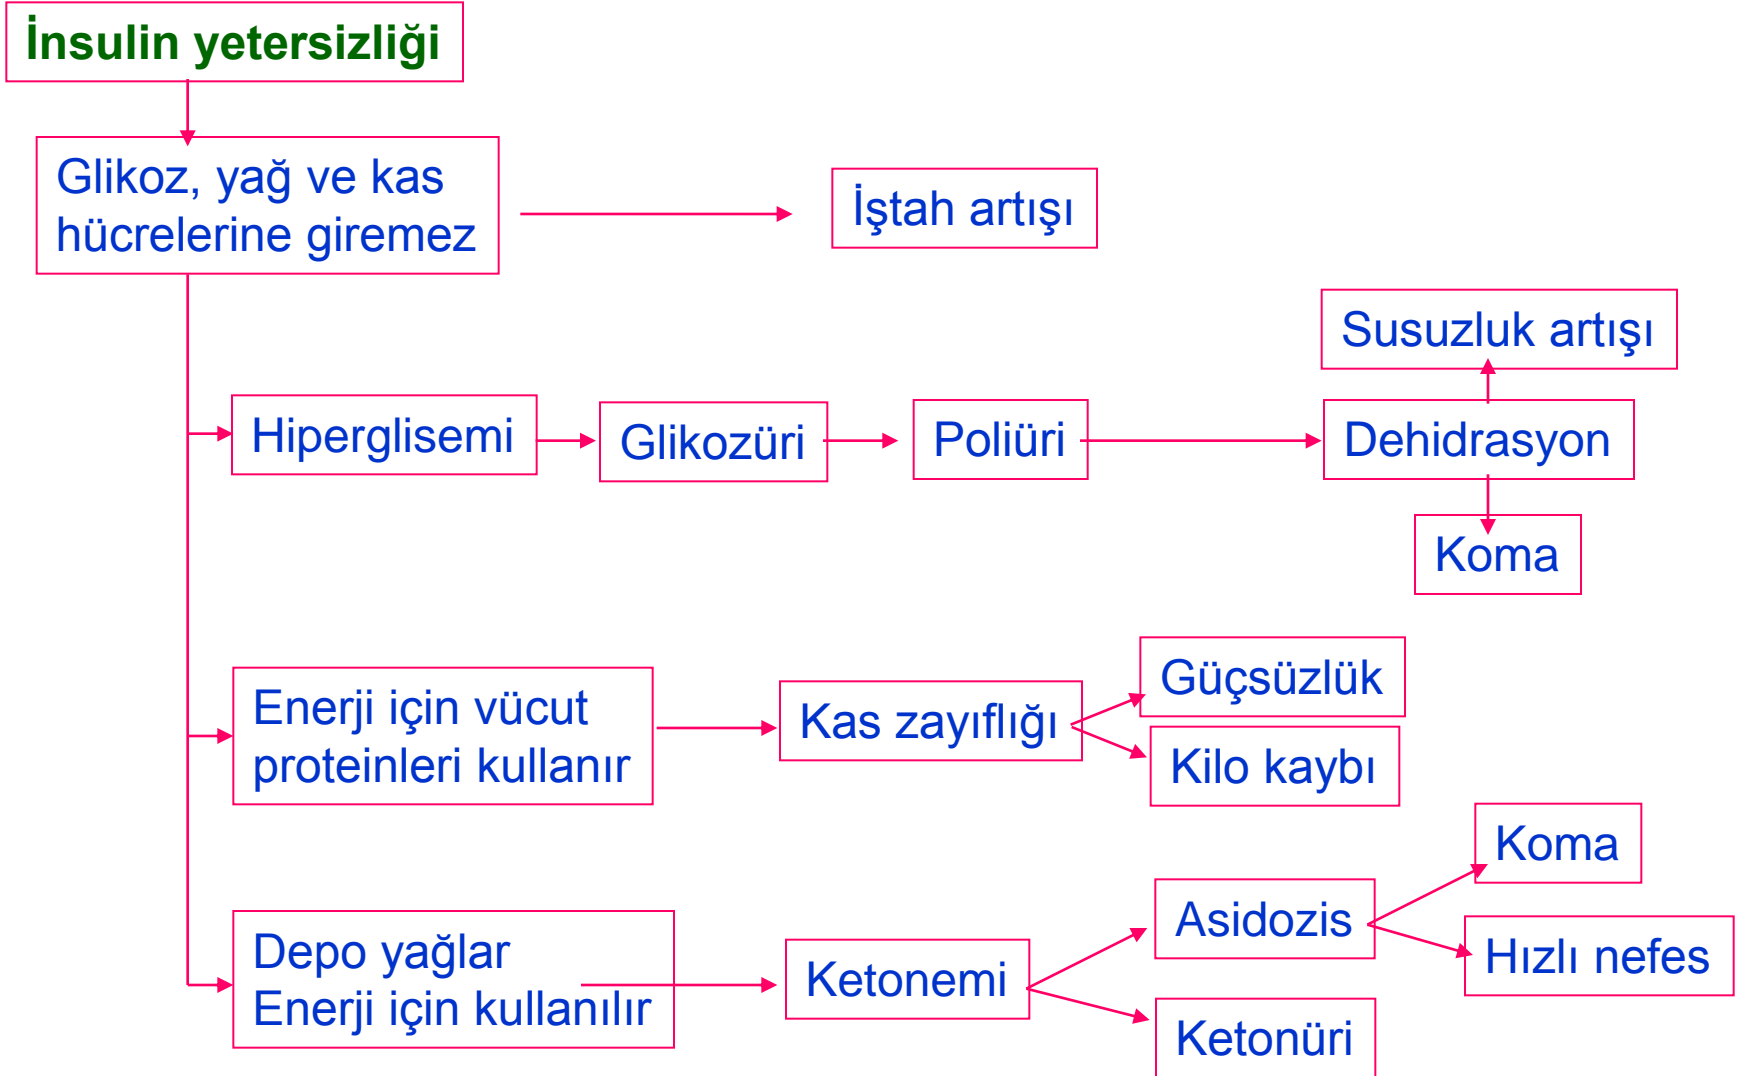 İnsulin yetersizliği
Glikoz, yağ ve kas
hücrelerine giremez
İştah artışı
Susuzluk artışı
Hiperglisemi
Glikozüri
Poliüri
Dehidrasyon
Koma
Enerji için vücut
proteinleri kullanır
Kas zayıflığı
Güçsüzlük
Kilo kaybı
Depo yağlar
Enerji için kullanılır
Ketonemi
Asidozis
Koma
Hızlı nefes
Ketonüri